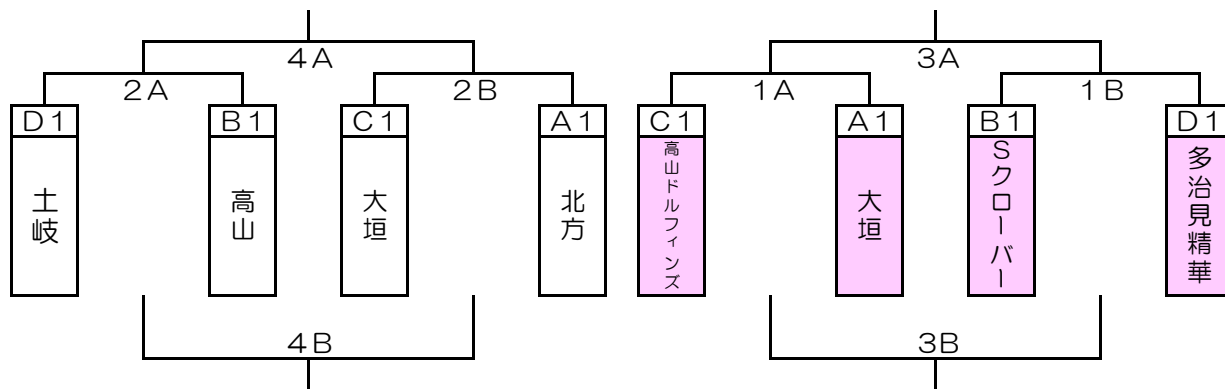 4A
3A
2A
2B
1A
1B
D1
B1
C1
A1
C1
A1
B1
D1
土岐
高山
大垣
北方
高山ドルフィンズ
大垣
Sクローバー
多治見精華
4B
3B